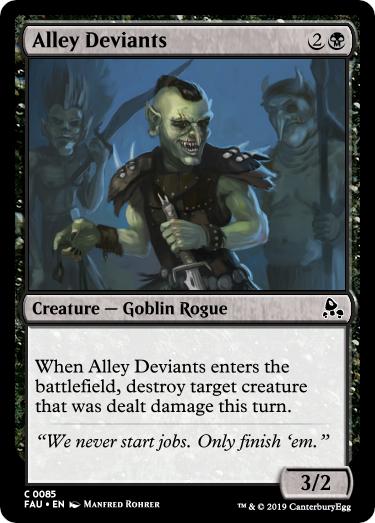 Alley Deviants 2
Creature — Goblin Rogue
When Alley Deviants enters the
battlefield, destroy target creature
that was dealt damage this turn.
“We never start jobs. Only finish ‘em.”
3/2
C 0085
FAU • EN Manfred Rohrer
™ & © 2019 CanterburyEgg